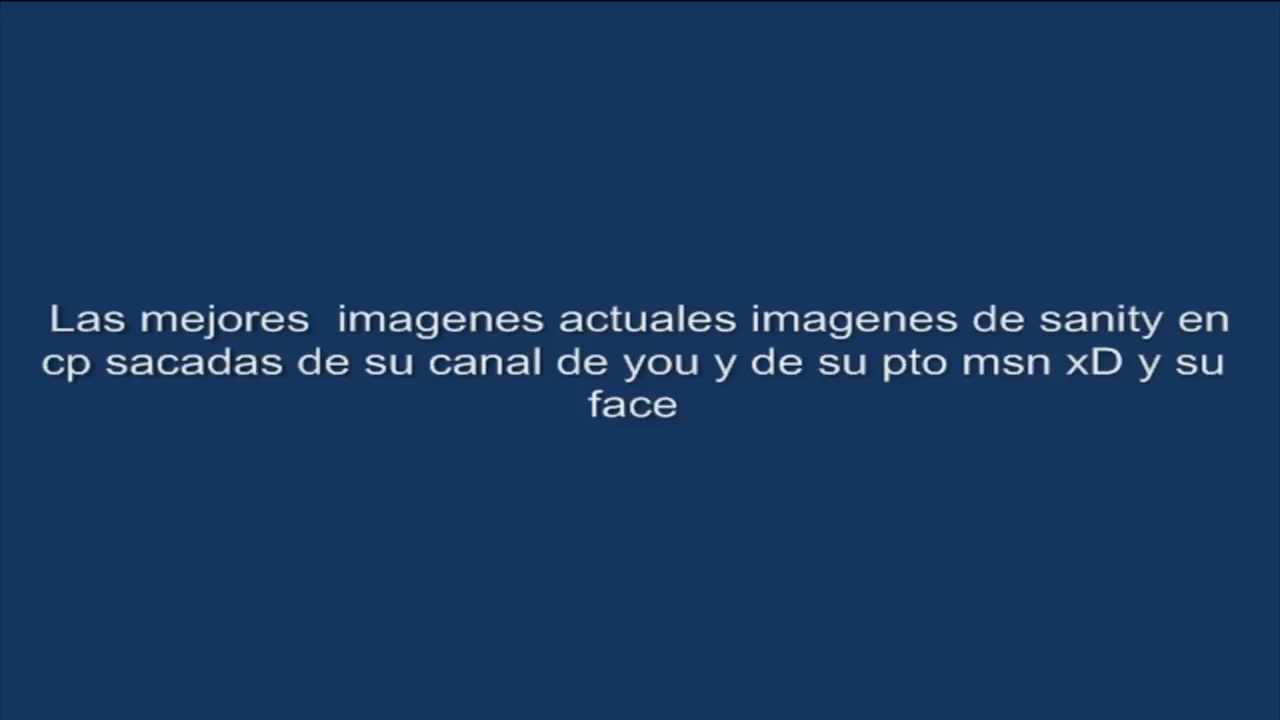 Las mejores  imagenes actuales imagenes de sanity en
cp sacadas de su canal de you y de su pto msn xD y su
face